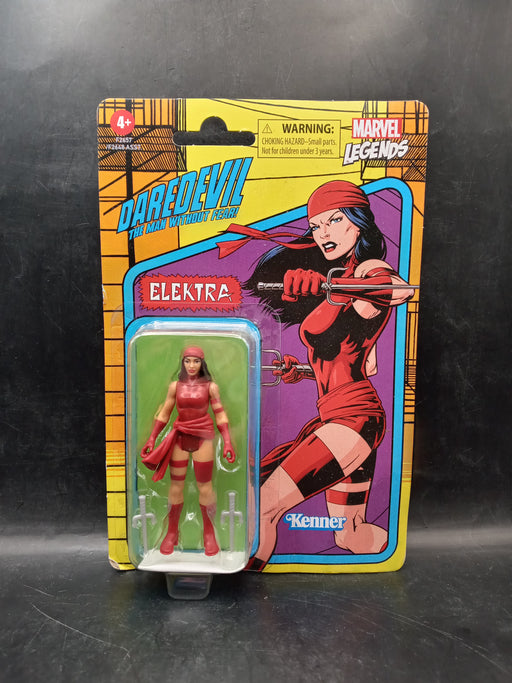 4+
F2657
F2648 ASST
WARNING:
CHOKING HAZARD–Small parts.
Not for children under 3 years.
MARVEL
LEGENDS
DAREDEVIL
THE MAN WITHOUT FEAR!
ELEKTRA
Kenner